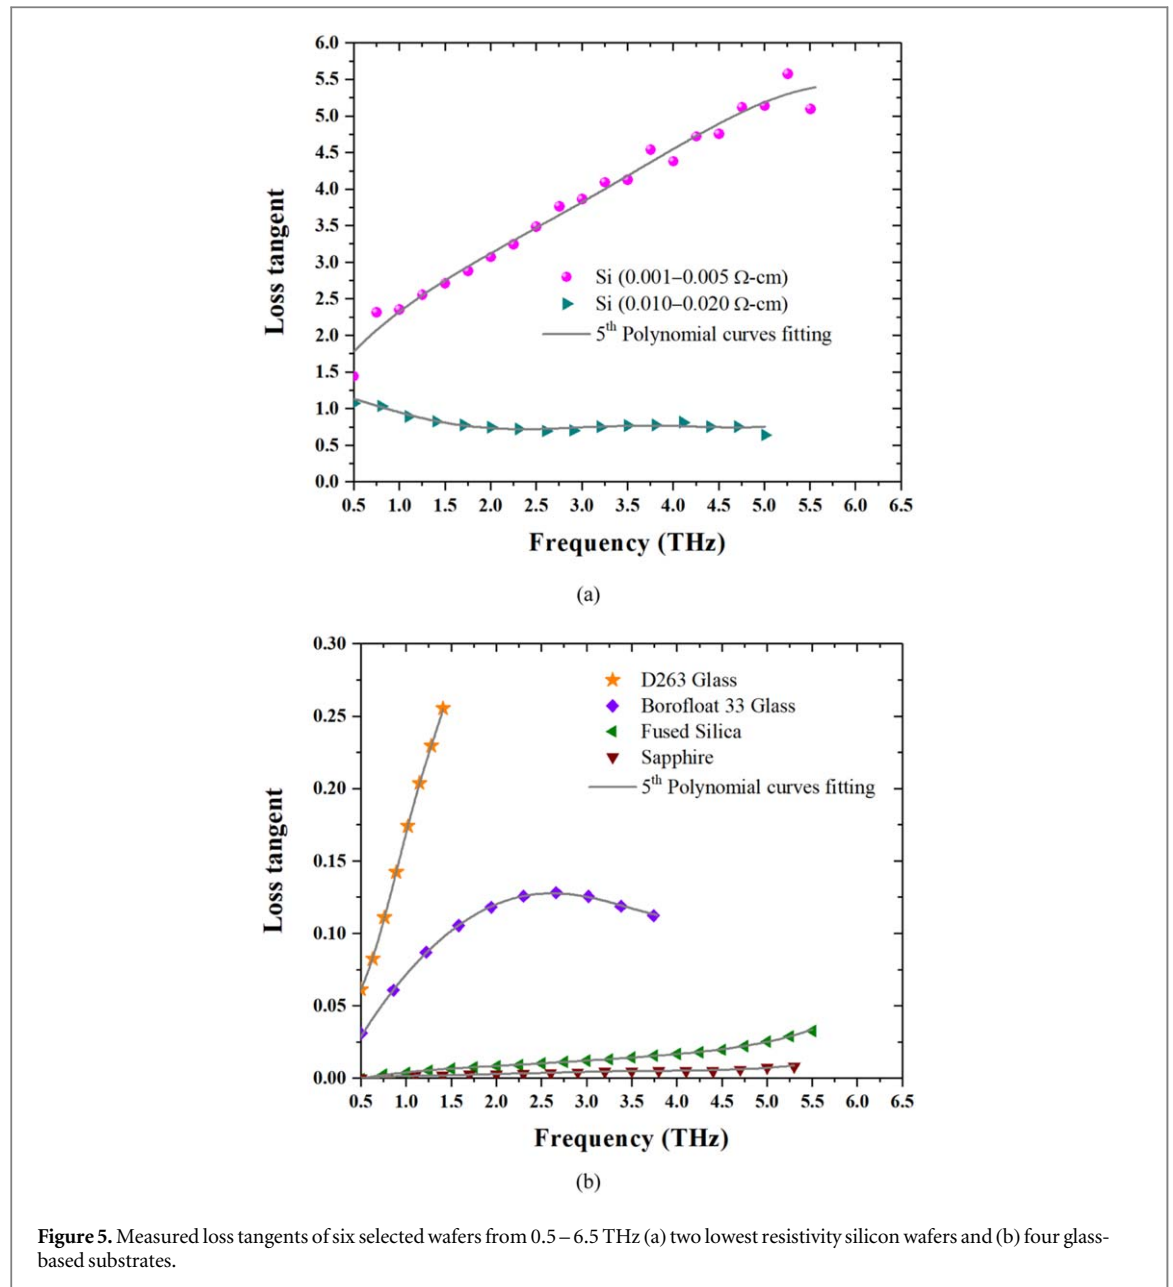 6.0
5.5
5.0
4.5
4.0
3.5
3.0
2.5
2.0
1.5
1.0
0.5
0.0
Loss tangent
Si (0.001–0.005 Ω-cm)
Si (0.010–0.020 Ω-cm)
5th Polynomial curves fitting
0.5 1.0 1.5 2.0 2.5 3.0 3.5 4.0 4.5 5.0 5.5 6.0 6.5
Frequency (THz)
(a)
0.30
0.25
0.20
0.15
0.10
0.05
0.00
Loss tangent
D263 Glass
Borofloat 33 Glass
Fused Silica
Sapphire
5th Polynomial curves fitting
0.5 1.0 1.5 2.0 2.5 3.0 3.5 4.0 4.5 5.0 5.5 6.0 6.5
Frequency (THz)
(b)
Figure 5. Measured loss tangents of six selected wafers from 0.5–6.5 THz (a) two lowest resistivity silicon wafers and (b) four glass-
based substrates.